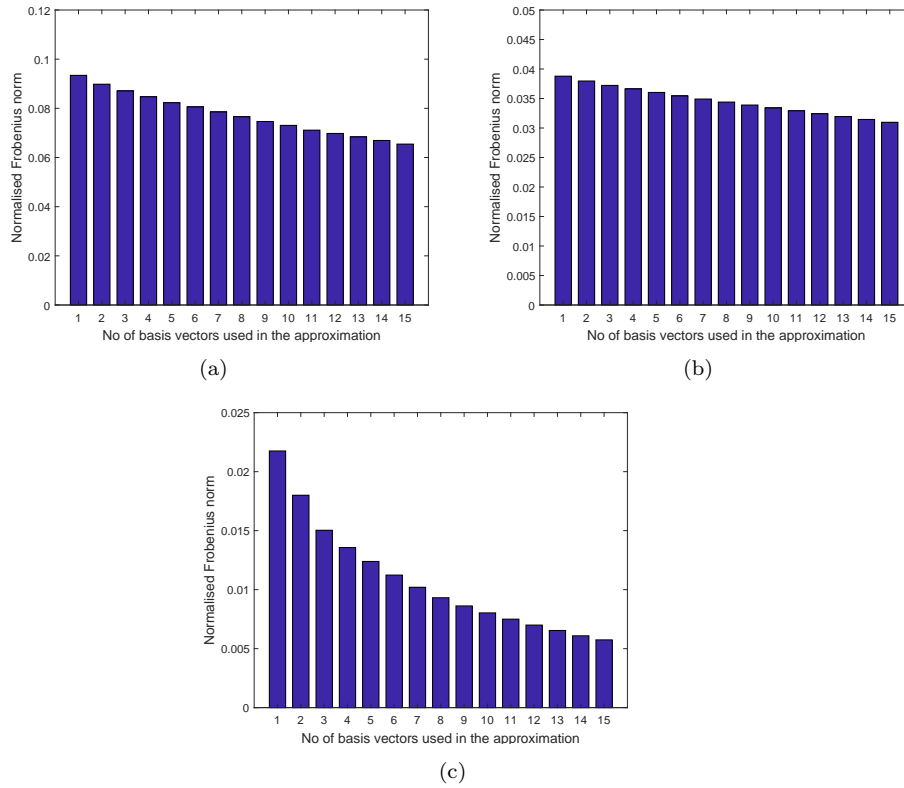 0.12
0.1
0.08
0.06
0.04
0.02
0
Normalised Frobenius norm
1 2 3 4 5 6 7 8 9 10 11 12 13 14 15
No of basis vectors used in the approximation
(a)
0.05
0.045
0.04
0.035
0.03
0.025
0.02
0.015
0.01
0.005
0
Normalised Frobenius norm
1 2 3 4 5 6 7 8 9 10 11 12 13 14 15
No of basis vectors used in the approximation
(b)
0.025
0.02
0.015
0.01
0.005
0
Normalised Frobenius norm
1 2 3 4 5 6 7 8 9 10 11 12 13 14 15
No of basis vectors used in the approximation
(c)